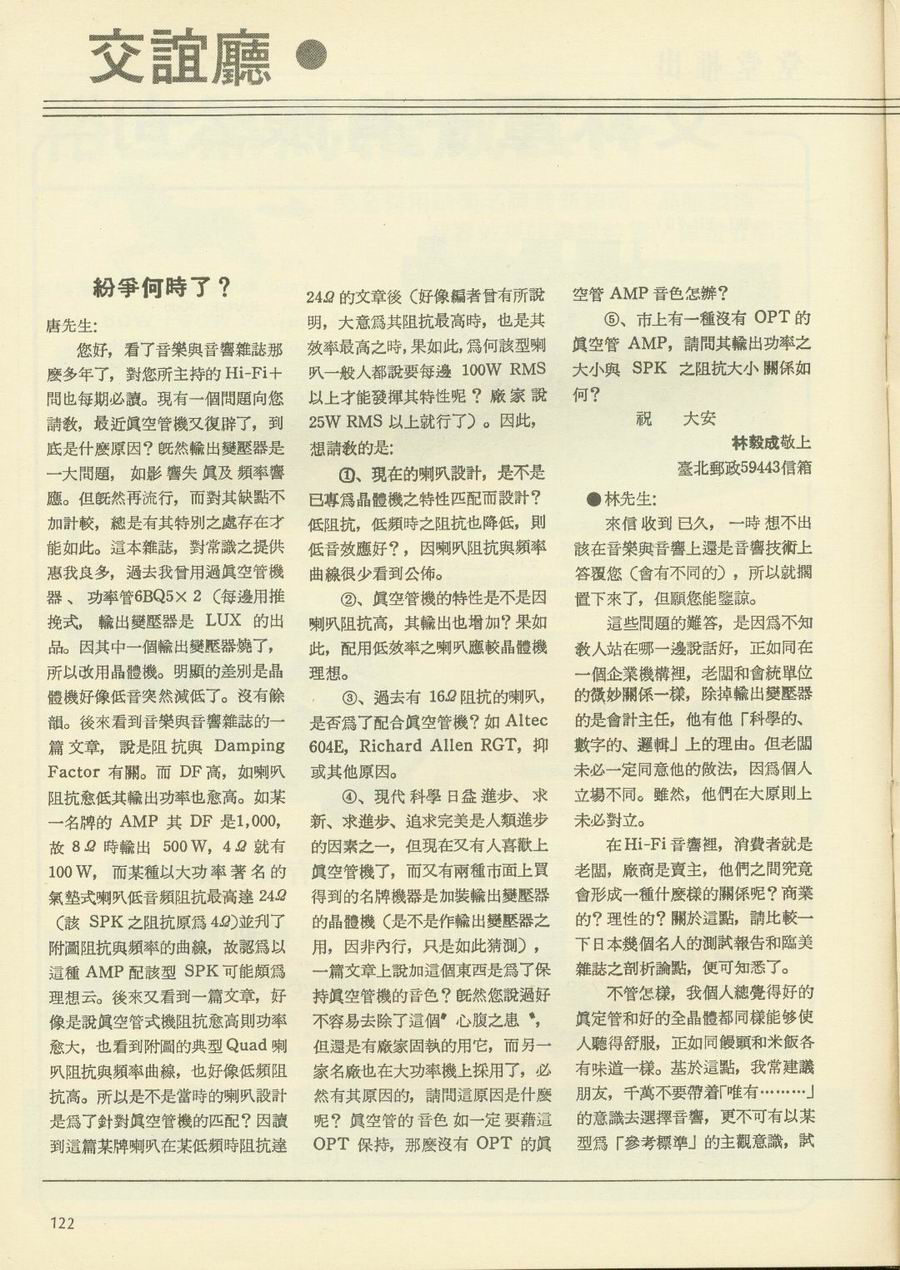 交誼廳●
紛爭何時了？
唐先生:
您好，看了音樂與音響雜誌那
麽多年了，對您所主持的 Hi-Fi＋
問也每期必讀。現有一個問題向您
請敎，最近眞空管機又復辟了，到
底是什麽原因？旣然輸出變壓器是
一大問題，如影響失眞及頻率響
應。但旣然再流行，而對其缺點不
加計較，總是有其特別之處存在才
能如此。這本雜誌，對常識之提供
惠我良多，過去我曾用過眞空管機
器、功率管6BQ5×2（每邊用推
挽式，輸出變壓器是 LUX 的出
品。因其中一個輸出變壓器燒了，
所以改用晶體機。明顯的差別是晶
體機好像低音突然減低了。沒有餘
韻。後來看到音樂與音響雜誌的一
篇文章，說是阻抗與 Damping
Factor 有關。而 DF 高，如喇叭
阻抗愈低其輸出功率也愈高。如某
一名牌的 AMP 其 DF 是1,000,
故 8Ω 時輸出 500W, 4Ω 就有
100W，而某種以大功率著名的
氣墊式喇叭低音頻阻抗最高達 24Ω
（該 SPK 之阻抗原爲 4Ω)並刋了
附圖阻抗與頻率的曲線，故認爲以
這種 AMP 配該型 SPK 可能頗爲
理想云。後來又看到一篇文章，好
像是說眞空管式機阻抗愈高則功率
愈大，也看到附圖的典型 Quad 喇
叭阻抗與頻率曲線，也好像低頻阻
抗高。所以是不是當時的喇叭設計
是爲了針對眞空管機的匹配？因讀
到這篇某牌喇叭在某低頻時阻抗達
24Ω 的文章後（好像編者曾有所說
明，大意爲其阻抗最高時，也是其
效率最高之時，果如此，爲何該型喇
叭一般人都說要每邊 100W RMS
以上才能發揮其特性呢？廠家說
25W RMS 以上就行了）。因此，
想請敎的是:
①、現在的喇叭設計，是不是
已專爲晶體機之特性匹配而設計？
低阻抗，低頻時之阻抗也降低，則
低音效應好？，因喇叭阻抗與頻率
曲線很少看到公佈。
②、眞空管機的特性是不是因
喇叭阻抗高，其輸出也增加？果如
此，配用低效率之喇叭應較晶體機
理想。
③、過去有 16Ω 阻抗的喇叭，
是否爲了配合眞空管機？如 Altec
604E, Richard Allen RGT, 抑
或其他原因。
④、現代科學日益進步、求
新、求進步、追求完美是人類進步
的因素之一，但現在又有人喜歡上
眞空管機了，而又有兩種市面上買
得到的名牌機器是加裝輸出變壓器
的晶體機（是不是作輸出變壓器之
用，因非內行，只是如此猜測），
一篇文章上說加這個東西是爲了保
持眞空管機的音色？旣然您說過好
不容易去除了這個〝心腹之患〞，
但還是有廠家固執的用它，而另一
家名廠也在大功率機上採用了，必
然有其原因的，請問這原因是什麽
呢？眞空管的音色如一定要藉這
OPT 保持，那麽沒有 OPT 的眞
空管 AMP 音色怎辦？
⑤、市上有一種沒有 OPT 的
眞空管 AMP，請問其輸出功率之
大小與 SPK 之阻抗大小關係如
何？
祝　大安
林毅成敬上
臺北郵政59443信箱
●林先生:
來信收到已久，一時想不出
該在音樂與音響上還是音響技術上
答覆您（會有不同的），所以就擱
置下來了，但願您能鑒諒。
這些問題的難答，是因爲不知
敎人站在哪一邊說話好，正如同在
一個企業機構裡，老闆和會統單位
的微妙關係一樣，除掉輸出變壓器
的是會計主任，他有他「科學的、
數字的、邏輯」上的理由。但老闆
未必一定同意他的做法，因爲個人
立場不同。雖然，他們在大原則上
未必對立。
在 Hi-Fi 音響裡，消費者就是
老闆，廠商是賣主，他們之間究竟
會形成一種什麽樣的關係呢？商業
的？理性的？關於這點，請比較一
下日本幾個名人的測試報告和臨美
雜誌之剖析論點，便可知悉了。
不管怎樣，我個人總覺得好的
眞定管和好的全晶體都同樣能够使
人聽得舒服，正如同饅頭和米飯各
有味道一樣。基於這點，我常建議
朋友，千萬不要帶着「唯有………」
的意識去選擇音響，更不可有以某
型爲「參考標準」的主觀意識，試
122